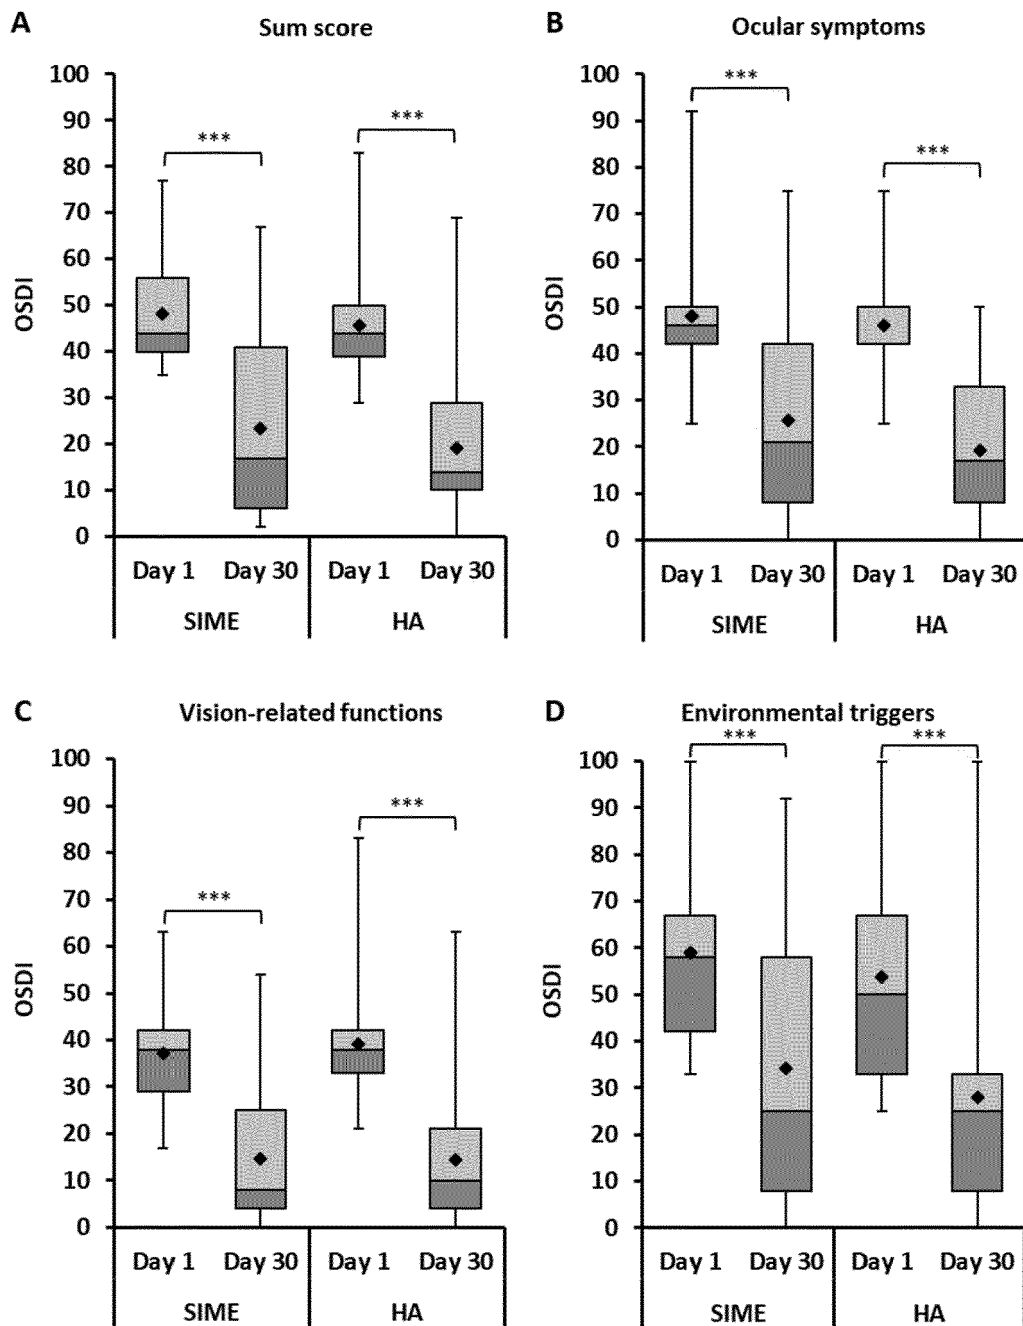 A
Sum score
100
90
80
70
60
50
40
30
20
10
0
OSDI
***
***
Day 1 Day 30 Day 1 Day 30
SIME HA
B
Ocular symptoms
100
90
80
70
60
50
40
30
20
10
0
OSDI
***
***
Day 1 Day 30 Day 1 Day 30
SIME HA
C
Vision-related functions
100
90
80
70
60
50
40
30
20
10
0
OSDI
***
***
Day 1 Day 30 Day 1 Day 30
SIME HA
D
Environmental triggers
100
90
80
70
60
50
40
30
20
10
0
OSDI
***
***
Day 1 Day 30 Day 1 Day 30
SIME HA